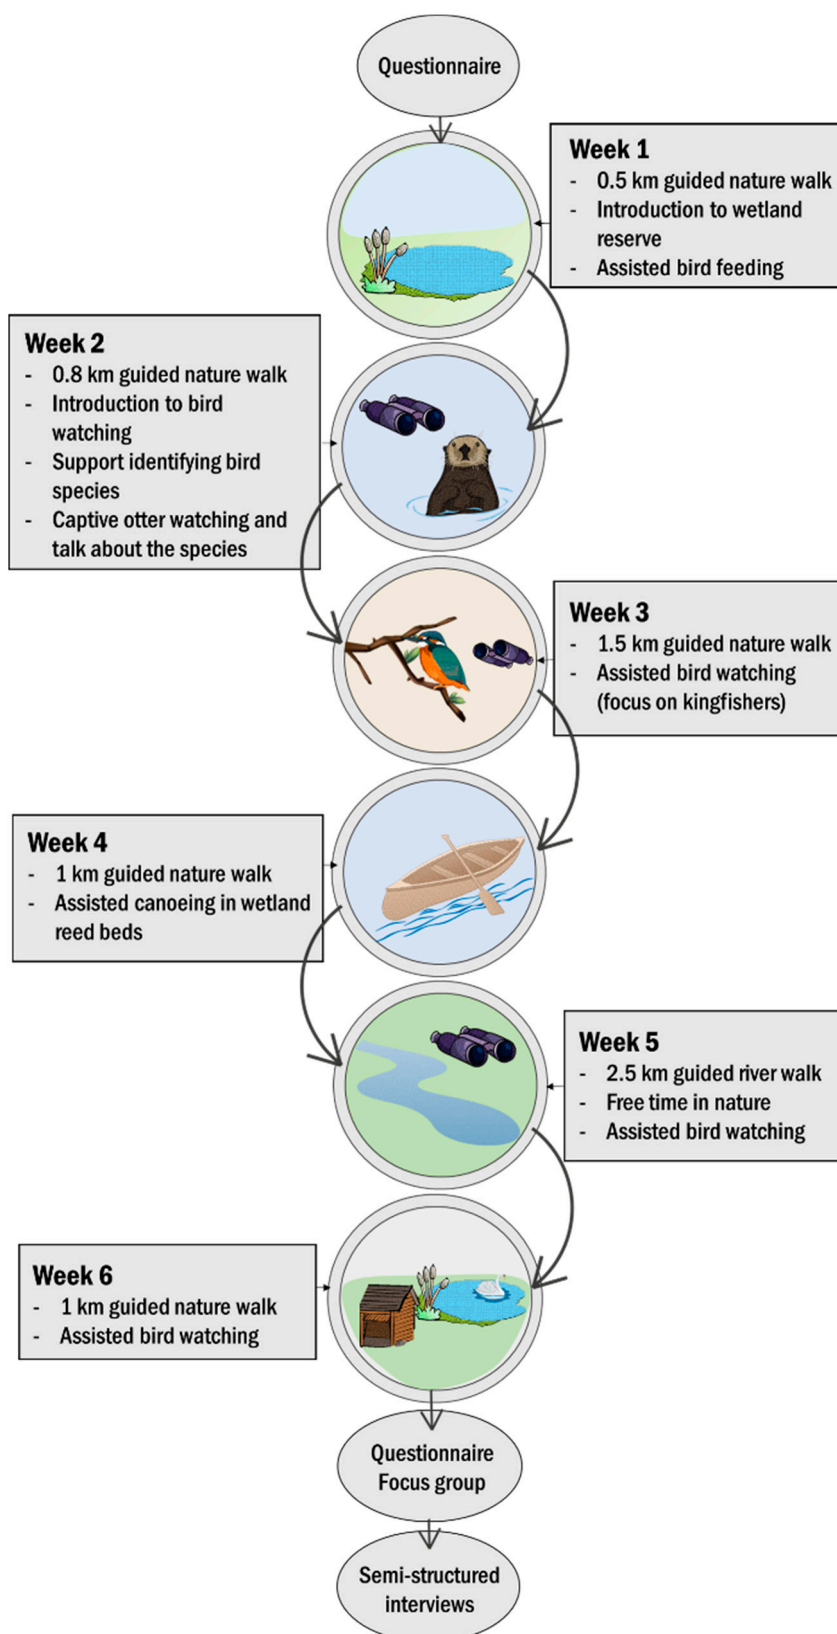 Questionnaire
Week 1
- 0.5 km guided nature walk
- Introduction to wetland
reserve
- Assisted bird feeding
Week 2
- 0.8 km guided nature walk
- Introduction to bird
watching
- Support identifying bird
species
- Captive otter watching and
talk about the species
Week 3
- 1.5 km guided nature walk
- Assisted bird watching
(focus on kingfishers)
Week 4
- 1 km guided nature walk
- Assisted canoeing in wetland
reed beds
Week 5
- 2.5 km guided river walk
- Free time in nature
- Assisted bird watching
Week 6
- 1 km guided nature walk
- Assisted bird watching
Questionnaire
Focus group
Semi-structured
interviews